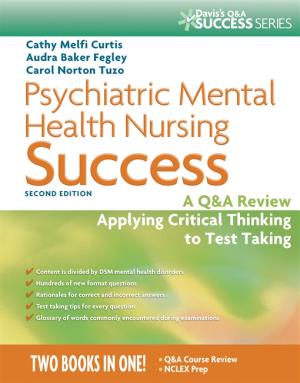 Davis's Q&A
SUCCESS SERIES
Cathy Melfi Curtis
Audra Baker Fegley
Carol Norton Tuzo
Psychiatric Mental
Health Nursing
Success
SECOND EDITION
A Q&A Review
Applying Critical Thinking
to Test Taking
✓ Content is divided by DSM mental health disorders
✓ Hundreds of new format questions
✓ Rationales for correct and incorrect answers
✓ Test taking tips for every question
✓ Glossary of words commonly encountered during examinations
TWO BOOKS IN ONE! • Q&A Course Review
• NCLEX Prep